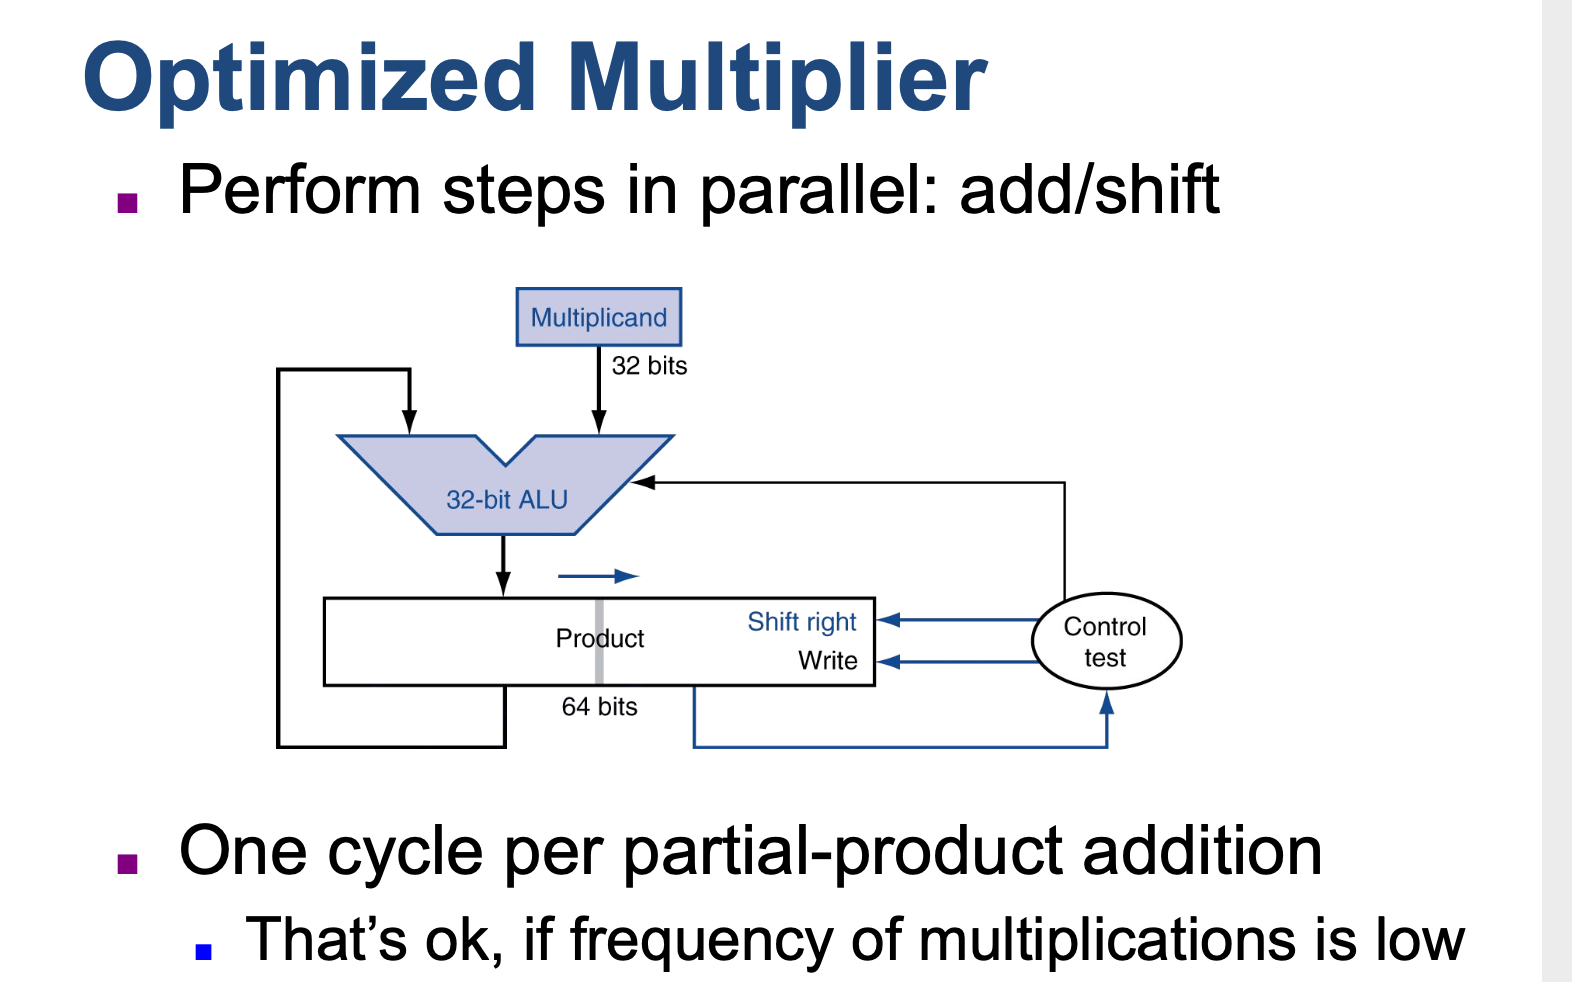 Optimized Multiplier
Perform steps in parallel: add/shift
Multiplicand
32 bits
32-bit ALU
Shift right
Product
Write
Control
test
64 bits
One cycle per partial-product addition
That’s ok, if frequency of multiplications is low